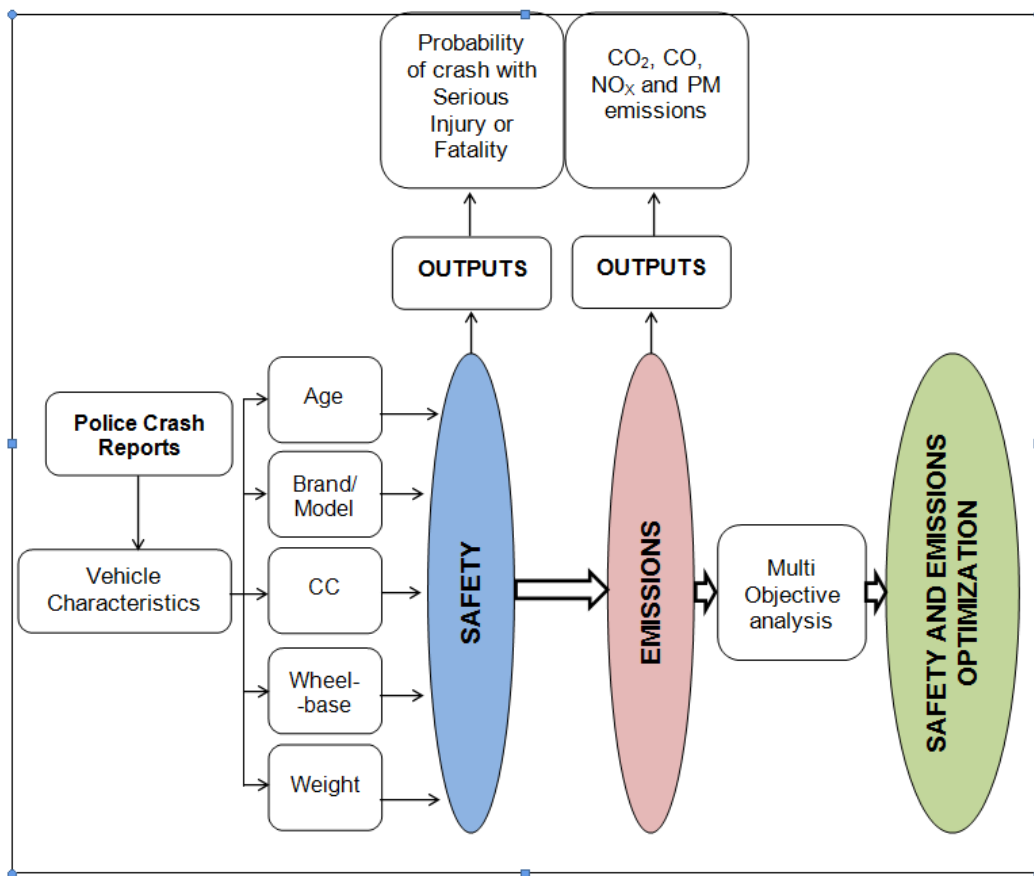 Probability
of crash with
Serious
Injury or
Fatality
CO₂, CO,
NOₓ and PM
emissions
OUTPUTS
OUTPUTS
Police Crash
Reports
Vehicle
Characteristics
Age
Brand/
Model
CC
Wheel-
-base
Weight
SAFETY
EMISSIONS
Multi
Objective
analysis
SAFETY AND EMISSIONS
OPTIMIZATION